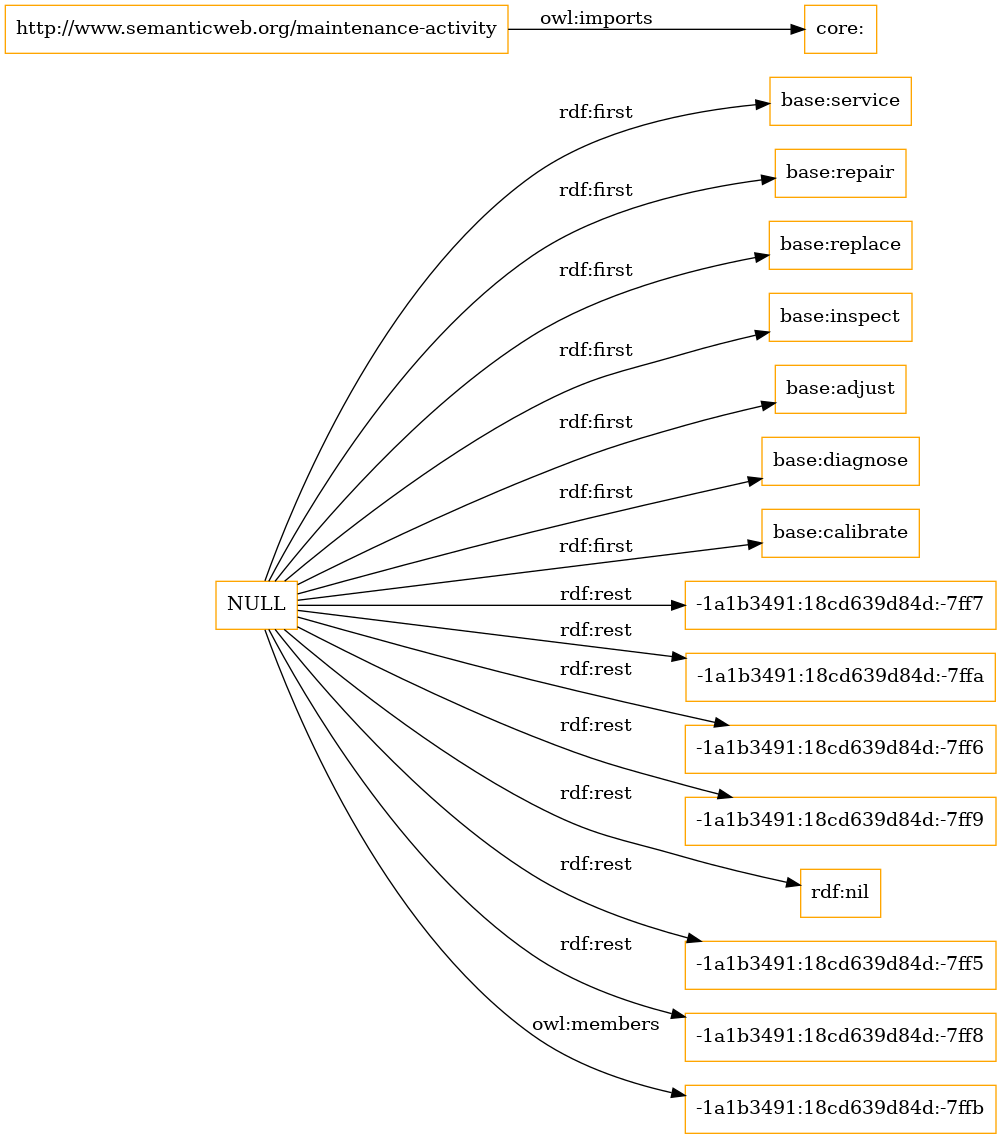 http://www.semanticweb.org/maintenance-activity
owl:imports
core:
rdf:first
base:service
rdf:first
base:repair
rdf:first
base:replace
rdf:first
base:inspect
rdf:first
base:adjust
rdf:first
base:diagnose
rdf:first
base:calibrate
NULL
rdf:rest
-1a1b3491:18cd639d84d:-7ff7
rdf:rest
-1a1b3491:18cd639d84d:-7ffa
rdf:rest
-1a1b3491:18cd639d84d:-7ff6
rdf:rest
-1a1b3491:18cd639d84d:-7ff9
rdf:rest
rdf:nil
rdf:rest
-1a1b3491:18cd639d84d:-7ff5
rdf:rest
-1a1b3491:18cd639d84d:-7ff8
owl:members
-1a1b3491:18cd639d84d:-7ffb